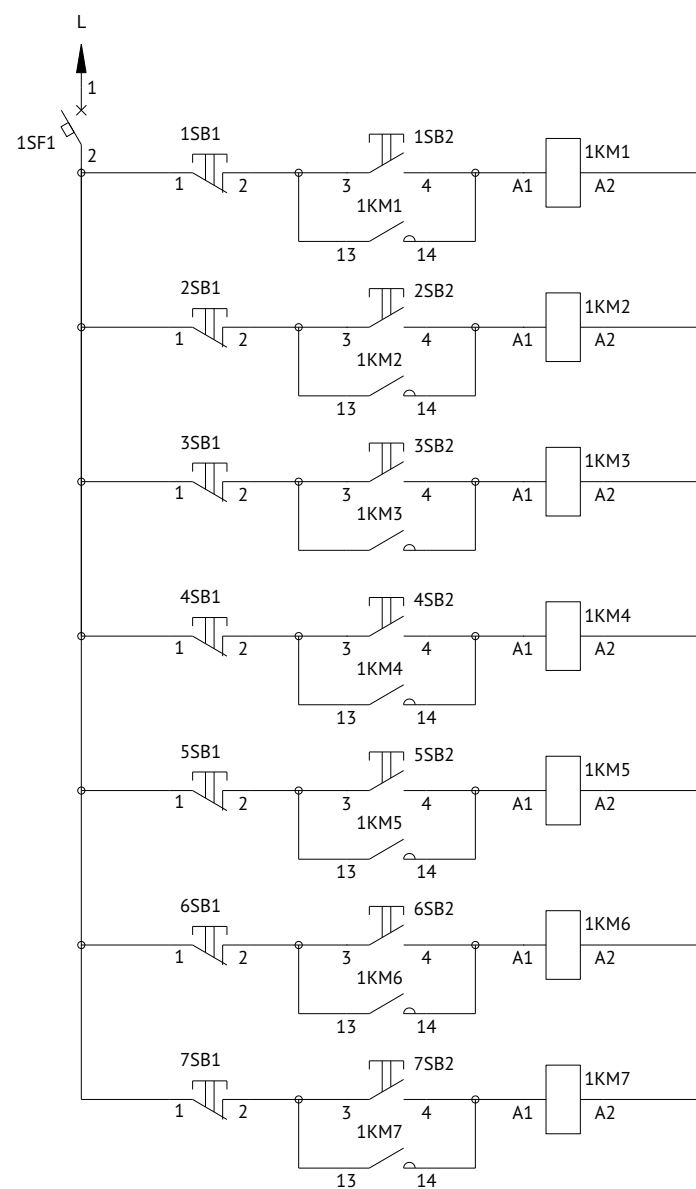 L
1
1SF1
2
1SB1
1SB2
1KM1
1 2 3 4 A1 A2
1KM1
13 14
2SB1
2SB2
1KM2
1 2 3 4 A1 A2
1KM2
13 14
3SB1
3SB2
1KM3
1 2 3 4 A1 A2
1KM3
4SB1
4SB2
1KM4
1 2 3 4 A1 A2
1KM4
13 14
5SB1
5SB2
1KM5
1 2 3 4 A1 A2
1KM5
13 14
6SB1
6SB2
1KM6
1 2 3 4 A1 A2
1KM6
13 14
7SB1
7SB2
1KM7
1 2 3 4 A1 A2
1KM7
13 14